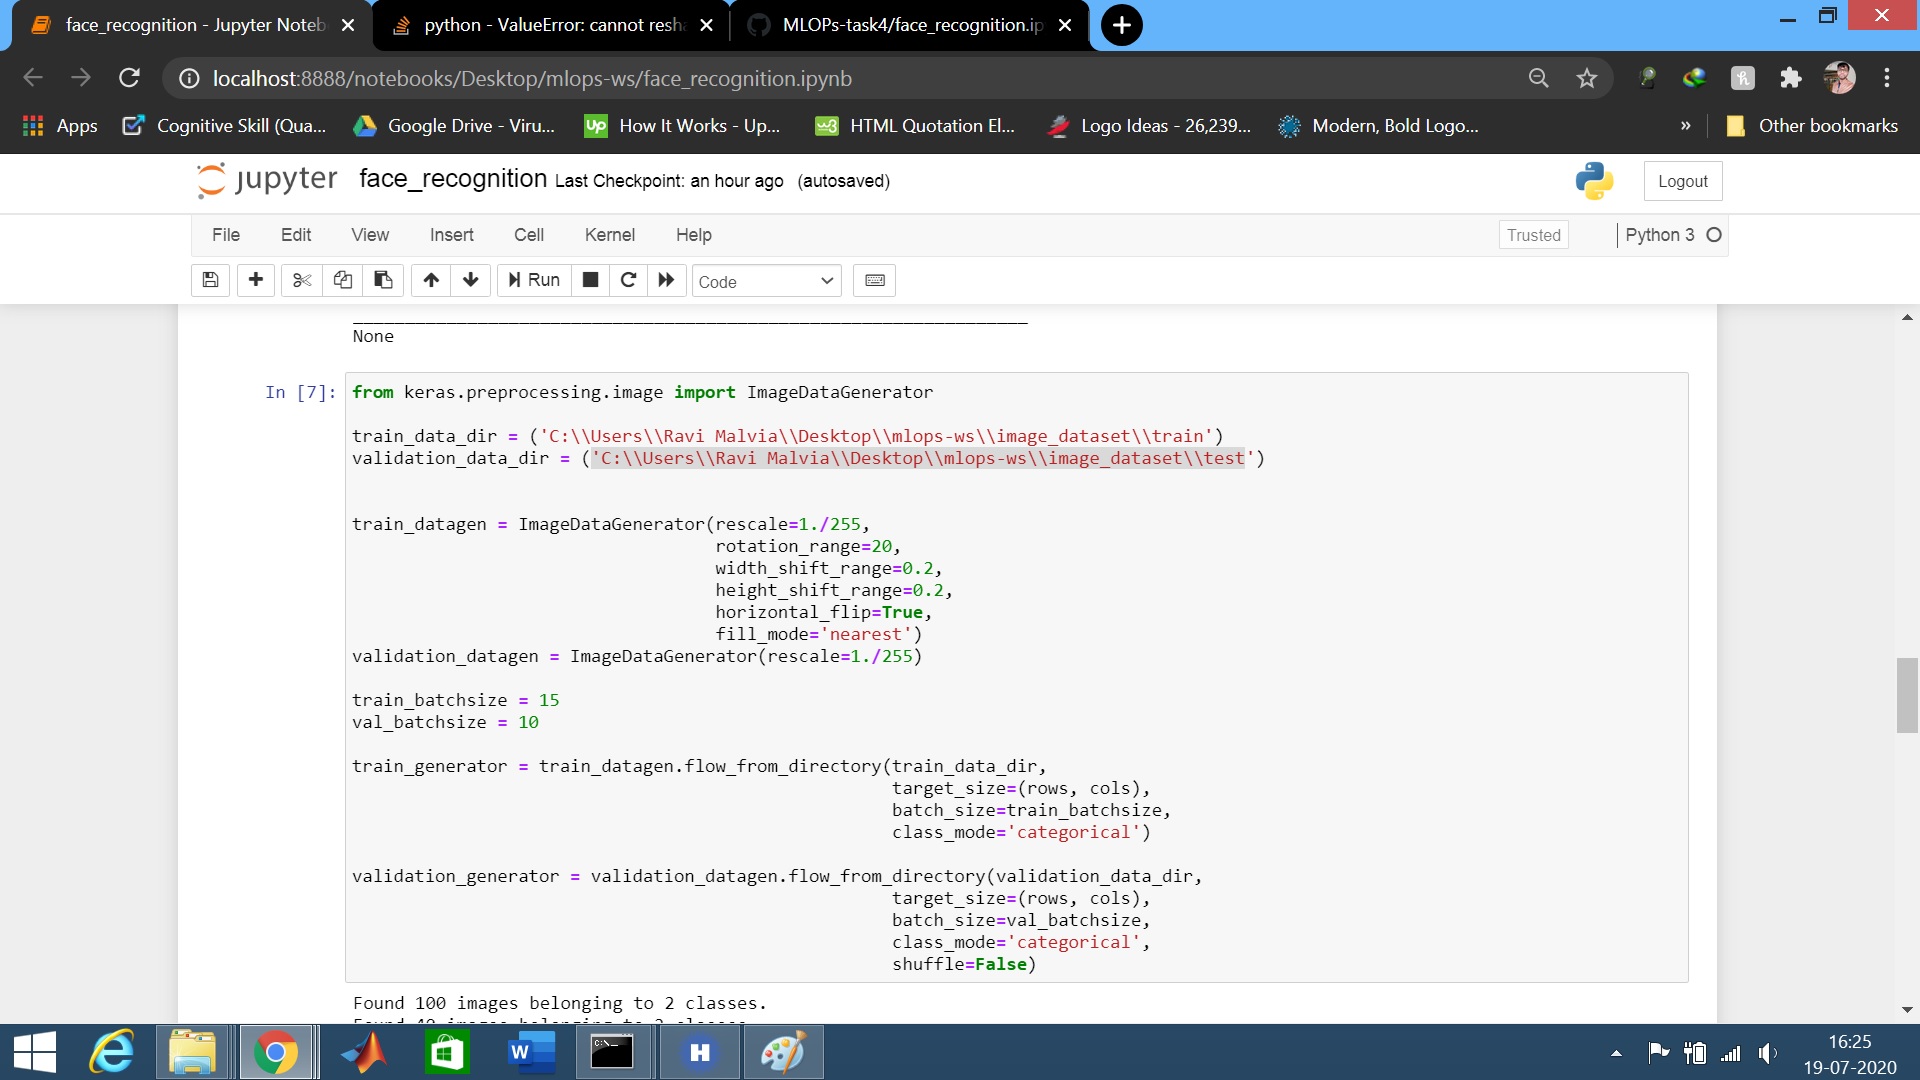 face_recognition - Jupyter Noteb
python - ValueError: cannot resha
MLOPs-task4/face_recognition.ip
localhost:8888/notebooks/Desktop/mlops-ws/face_recognition.ipynb
Apps
Cognitive Skill (Qua...
Google Drive - Viru...
Up How It Works - Up...
w3 HTML Quotation El...
Logo Ideas - 26,239...
Modern, Bold Logo...
»
Other bookmarks
jupyter face_recognition Last Checkpoint: an hour ago (autosaved)
Logout
File Edit View Insert Cell Kernel Help
Trusted
Python 3
Run
Code
None
In [7]:
from keras.preprocessing.image import ImageDataGenerator
train_data_dir = ('C:\\Users\\Ravi Malvia\\Desktop\\mlops-ws\\image_dataset\\train')
validation_data_dir = ('C:\\Users\\Ravi Malvia\\Desktop\\mlops-ws\\image_dataset\\test')
train_datagen = ImageDataGenerator(rescale=1./255,
rotation_range=20,
width_shift_range=0.2,
height_shift_range=0.2,
horizontal_flip=True,
fill_mode='nearest')
validation_datagen = ImageDataGenerator(rescale=1./255)
train_batchsize = 15
val_batchsize = 10
train_generator = train_datagen.flow_from_directory(train_data_dir,
target_size=(rows, cols),
batch_size=train_batchsize,
class_mode='categorical')
validation_generator = validation_datagen.flow_from_directory(validation_data_dir,
target_size=(rows, cols),
batch_size=val_batchsize,
class_mode='categorical',
shuffle=False)
Found 100 images belonging to 2 classes.
16:25
19-07-2020